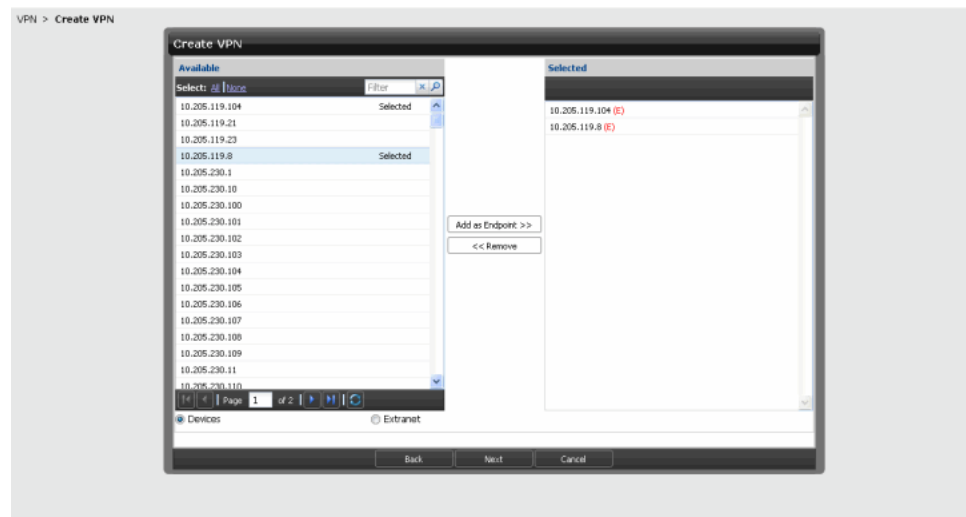 VPN > Create VPN
Create VPN
Available
Select: All | None
Filter
10.205.119.104 Selected
10.205.119.21
10.205.119.23
10.205.119.8 Selected
10.205.230.1
10.205.230.10
10.205.230.100
10.205.230.101
10.205.230.102
10.205.230.103
10.205.230.104
10.205.230.105
10.205.230.106
10.205.230.107
10.205.230.108
10.205.230.109
10.205.230.11
10.205.230.110
Page 1 of 2
Devices
Extranet
Add as Endpoint >>
<< Remove
Selected
10.205.119.104 (E)
10.205.119.8 (E)
Back
Next
Cancel